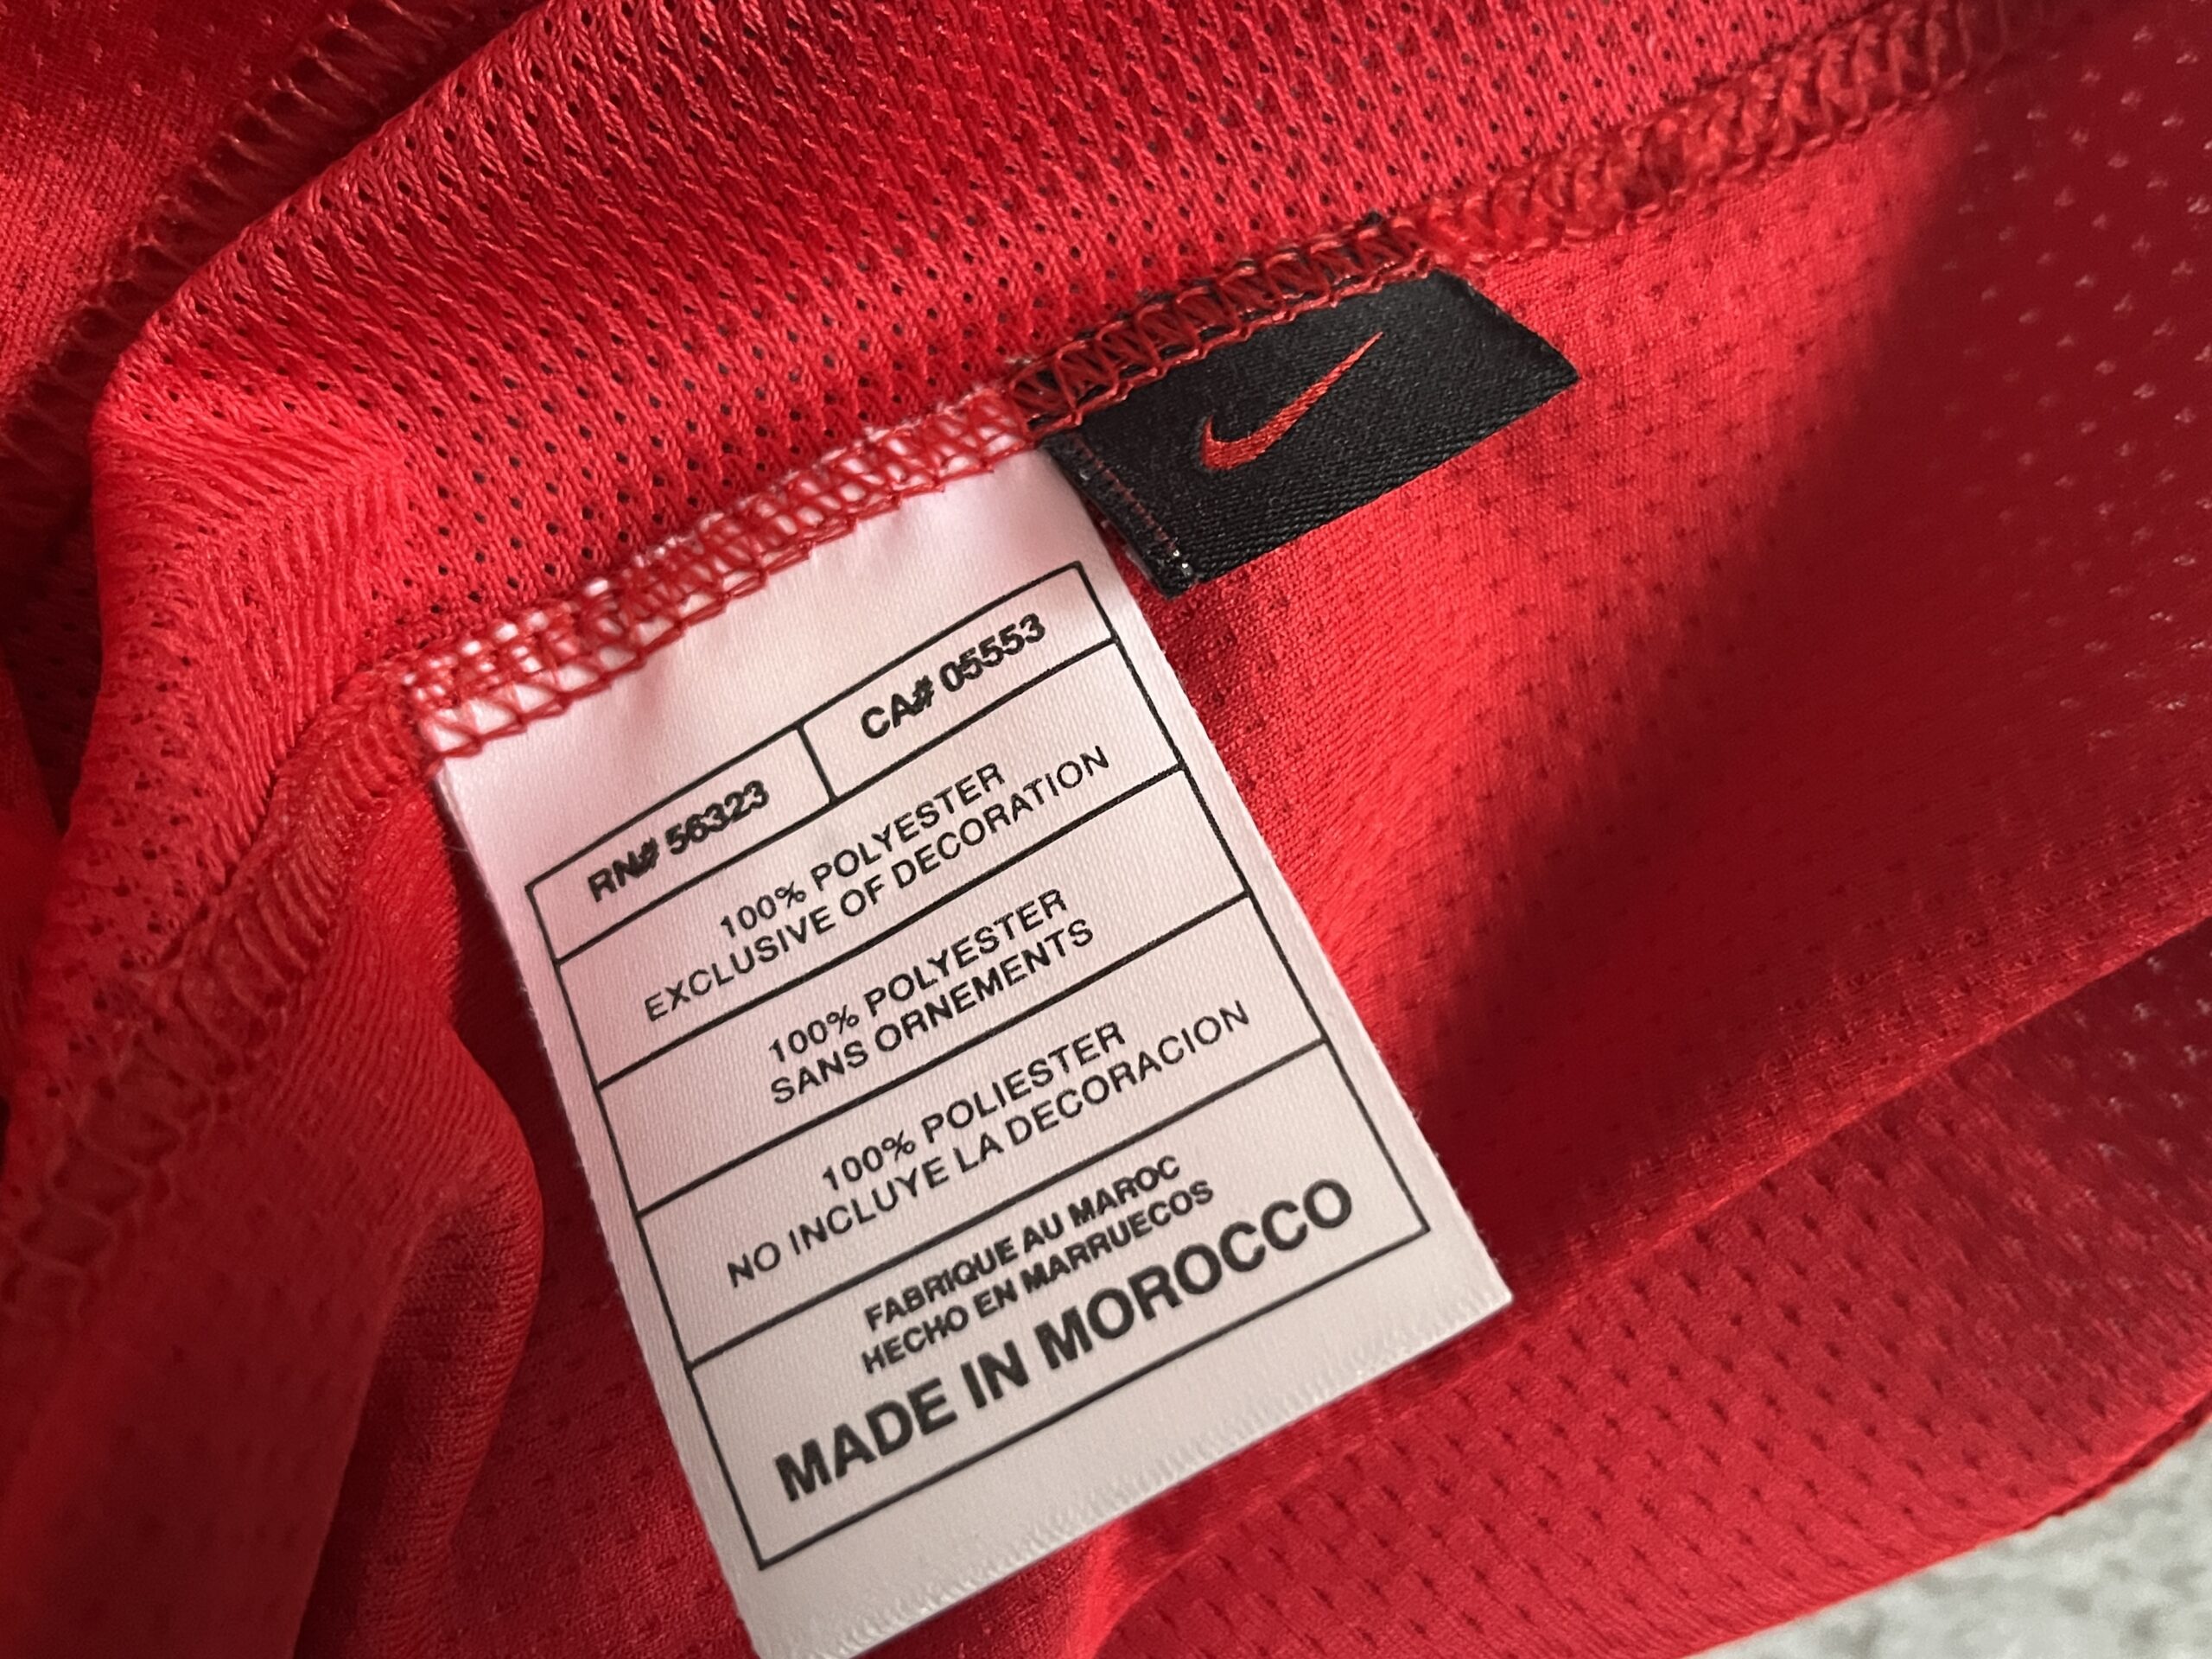 RN# 56323 CA# 05553
100% POLYESTER
EXCLUSIVE OF DECORATION
100% POLYESTER
SANS ORNEMENTS
100% POLIESTER
NO INCLUYE LA DECORACION
FABRIQUE AU MAROC
HECHO EN MARRUECOS
MADE IN MOROCCO